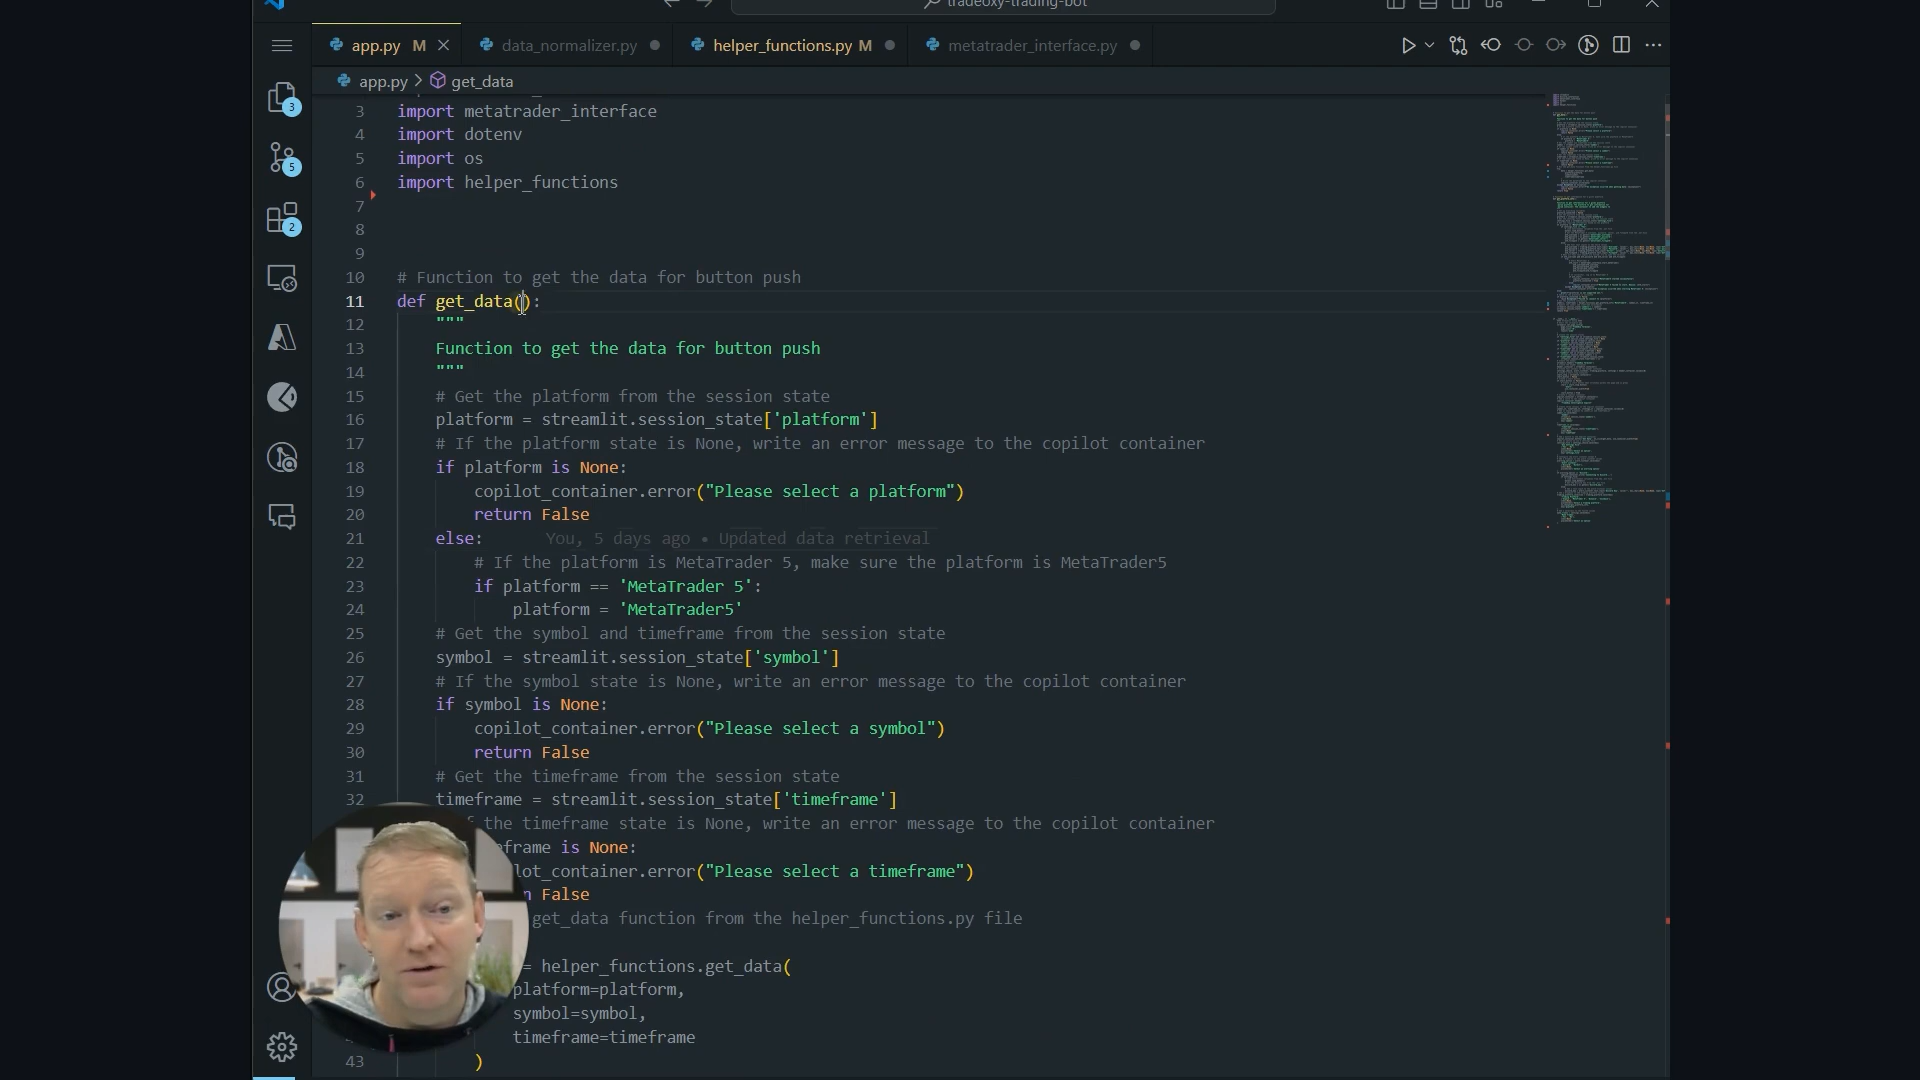 tradeoxy-trading-bot
app.py M
data_normalizer.py
helper_functions.py M
metatrader_interface.py
app.py > get_data
3 import metatrader_interface
4 import dotenv
5 import os
6 import helper_functions
7
8
9
10 # Function to get the data for button push
11 def get_data():
12 """
13 Function to get the data for button push
14 """
15 # Get the platform from the session state
16 platform = streamlit.session_state['platform']
17 # If the platform state is None, write an error message to the copilot container
18 if platform is None:
19 copilot_container.error("Please select a platform")
20 return False
21 else: You, 5 days ago • Updated data retrieval
22 # If the platform is MetaTrader 5, make sure the platform is MetaTrader5
23 if platform == 'MetaTrader 5':
24 platform = 'MetaTrader5'
25 # Get the symbol and timeframe from the session state
26 symbol = streamlit.session_state['symbol']
27 # If the symbol state is None, write an error message to the copilot container
28 if symbol is None:
29 copilot_container.error("Please select a symbol")
30 return False
31 # Get the timeframe from the session state
32 timeframe = streamlit.session_state['timeframe']
the timeframe state is None, write an error message to the copilot container
frame is None:
lot_container.error("Please select a timeframe")
n False
get_data function from the helper_functions.py file
= helper_functions.get_data(
platform=platform,
symbol=symbol,
timeframe=timeframe
43 )
3
5
2